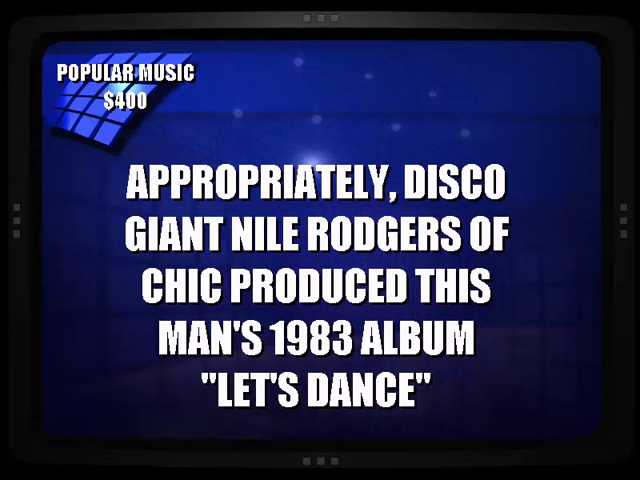 POPULAR MUSIC
$400
APPROPRIATELY, DISCO
GIANT NILE RODGERS OF
CHIC PRODUCED THIS
MAN'S 1983 ALBUM
"LET'S DANCE"